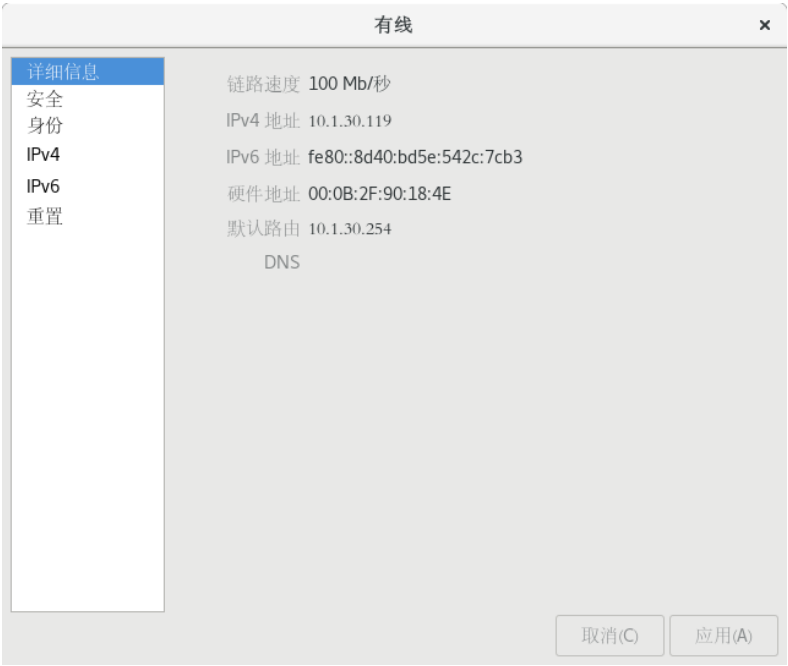 有线 ×
详细信息
安全
身份
IPv4
IPv6
重置
链路速度 100 Mb/秒
IPv4 地址 10.1.30.119
IPv6 地址 fe80::8d40:bd5e:542c:7cb3
硬件地址 00:0B:2F:90:18:4E
默认路由 10.1.30.254
DNS
取消(C) 应用(A)